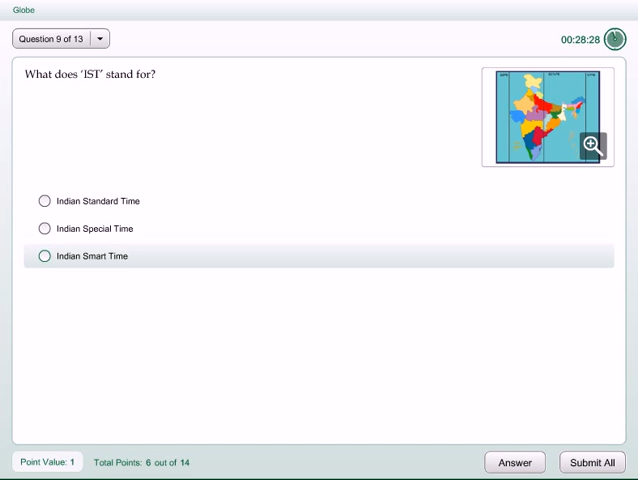 Globe
Question 9 of 13
00:28:28
What does ‘IST’ stand for?
Indian Standard Time
Indian Special Time
Indian Smart Time
Point Value: 1
Total Points: 6 out of 14
Answer
Submit All